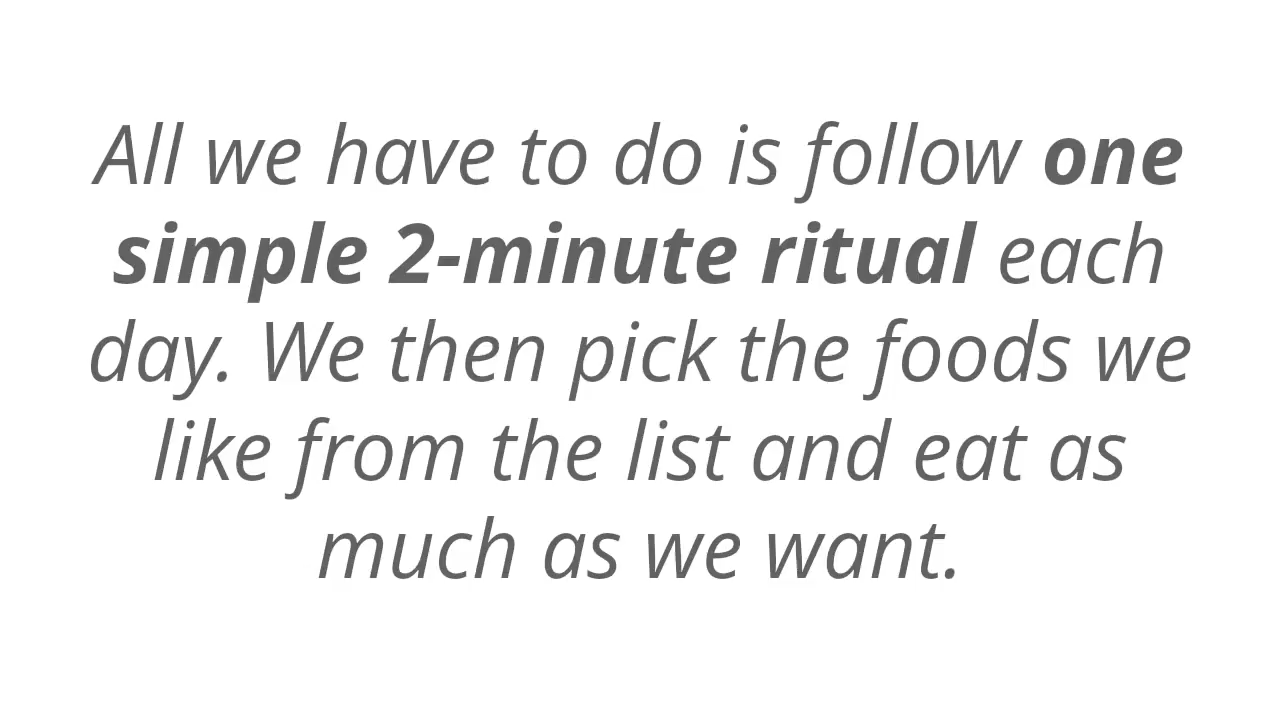 All we have to do is follow one
simple 2-minute ritual each
day. We then pick the foods we
like from the list and eat as
much as we want.